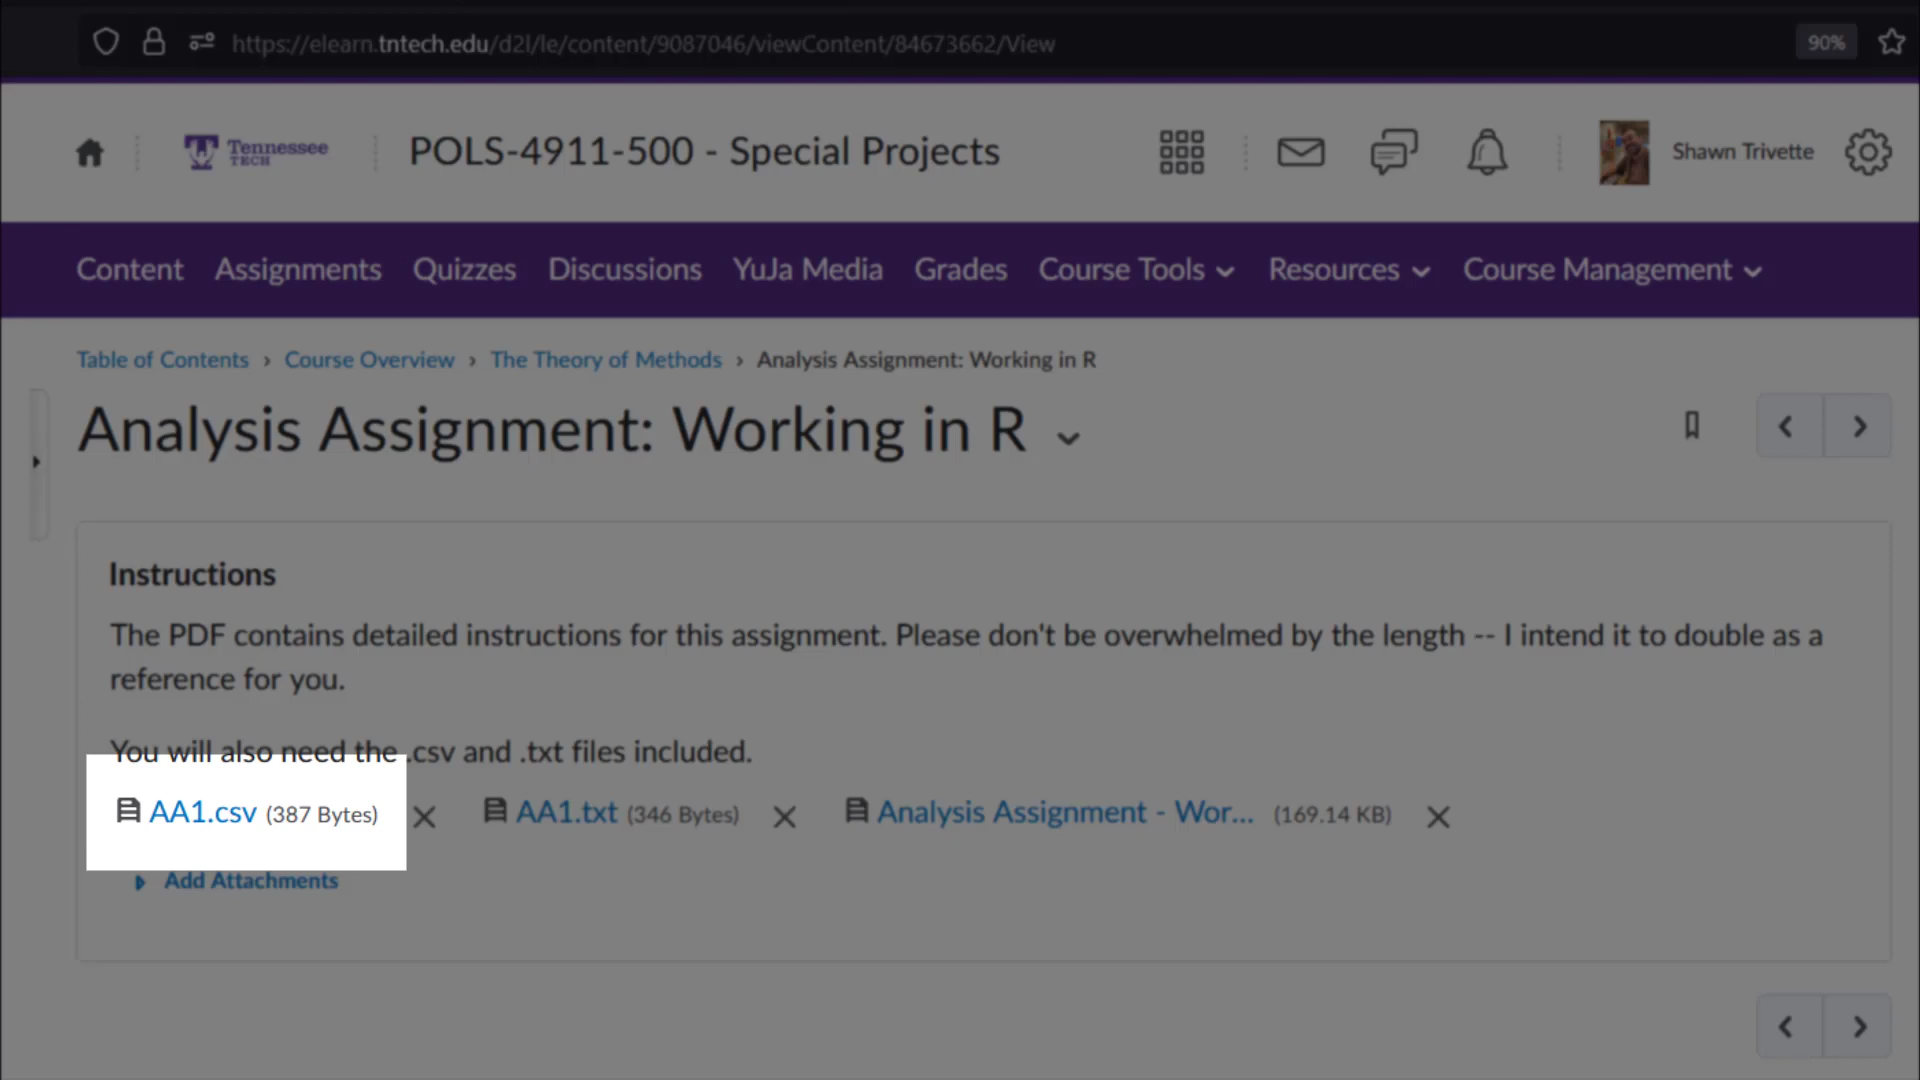 https://elearn.tntech.edu/d2l/le/content/9087046/viewContent/84673662/View
90%
Tennessee
TECH
POLS-4911-500 - Special Projects
Shawn Trivette
Content Assignments Quizzes Discussions YuJa Media Grades Course Tools Resources Course Management
Table of Contents › Course Overview › The Theory of Methods › Analysis Assignment: Working in R
Analysis Assignment: Working in R
Instructions
The PDF contains detailed instructions for this assignment. Please don't be overwhelmed by the length -- I intend it to double as a
reference for you.
You will also need the .csv and .txt files included.
AA1.csv (387 Bytes) AA1.txt (346 Bytes) Analysis Assignment - Wor... (169.14 KB)
Add Attachments